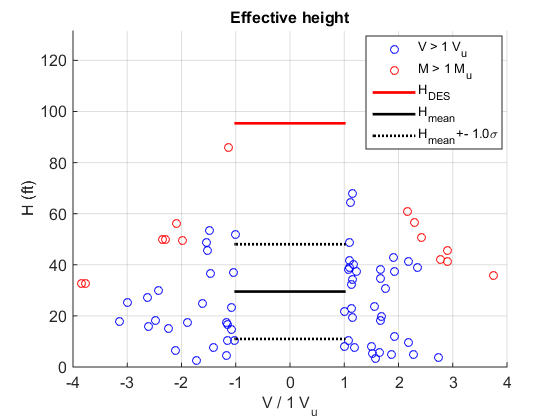 Effective height
V > 1 V_u
M > 1 M_u
H_DES
H_mean
H_mean+- 1.0σ
120
100
80
60
40
20
0
H (ft)
-4 -3 -2 -1 0 1 2 3 4
V / 1 V_u